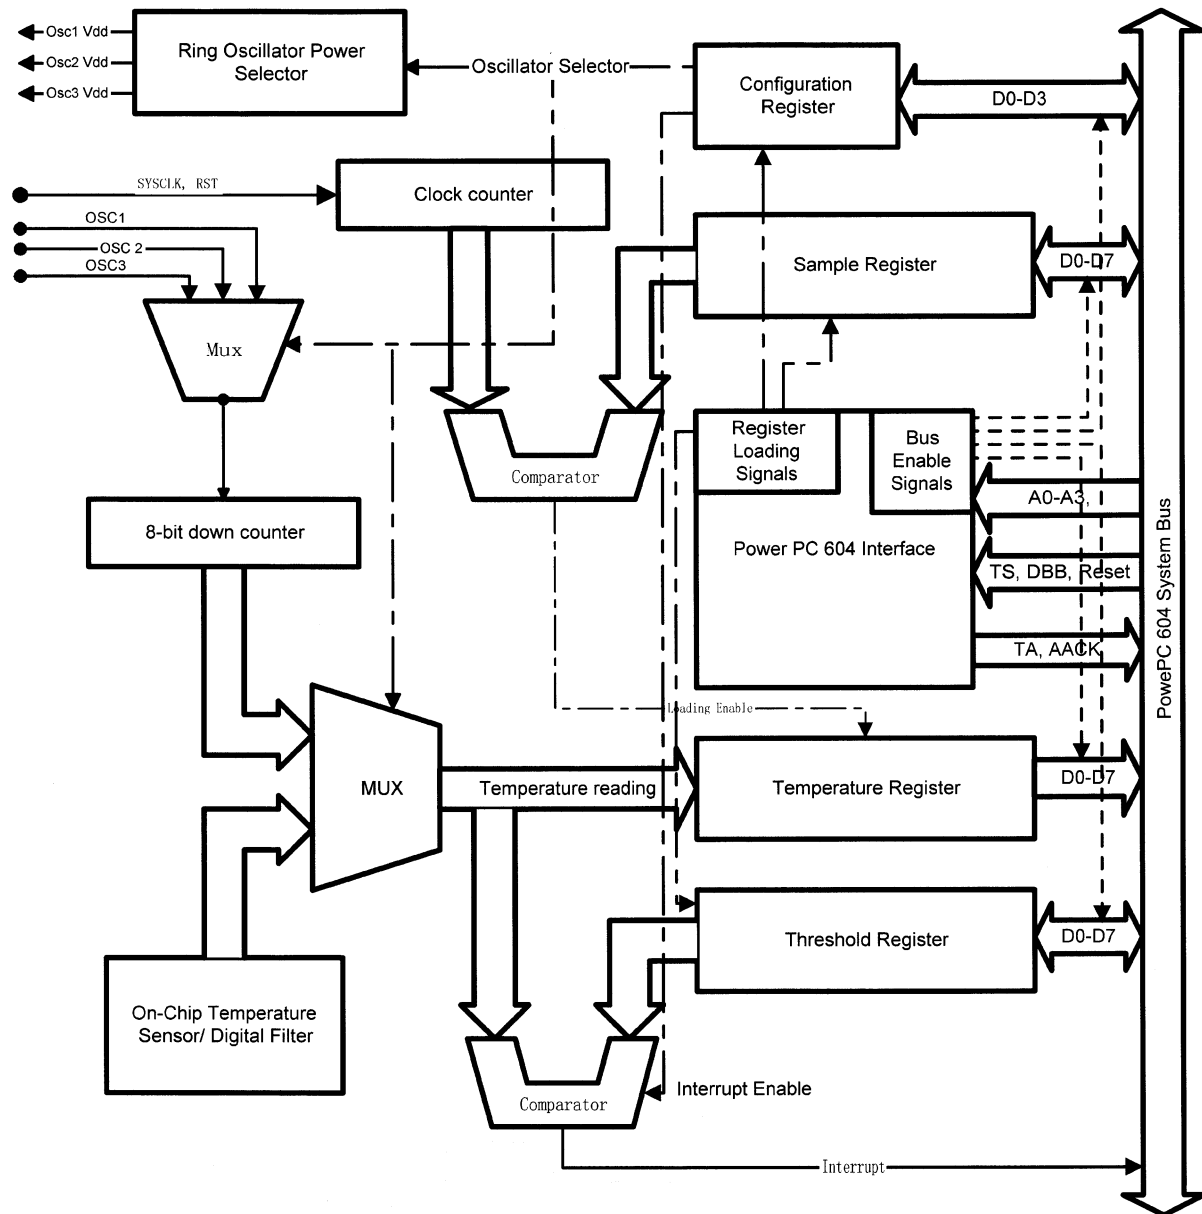 Osc1 Vdd
Osc2 Vdd
Osc3 Vdd
Ring Oscillator Power
Selector
Oscillator Selector
Configuration
Register
D0-D3
SYSCLK, RST
Clock counter
OSC1
OSC 2
OSC3
Mux
Sample Register
D0-D7
Register
Loading
Signals
Bus
Enable
Signals
Comparator
A0-A3,
8-bit down counter
Power PC 604 Interface
TS, DBB, Reset
TA, AACK
PowePC 604 System Bus
Loading Enable
MUX
Temperature reading
Temperature Register
D0-D7
Threshold Register
D0-D7
On-Chip Temperature
Sensor/ Digital Filter
Comparator
Interrupt Enable
Interrupt